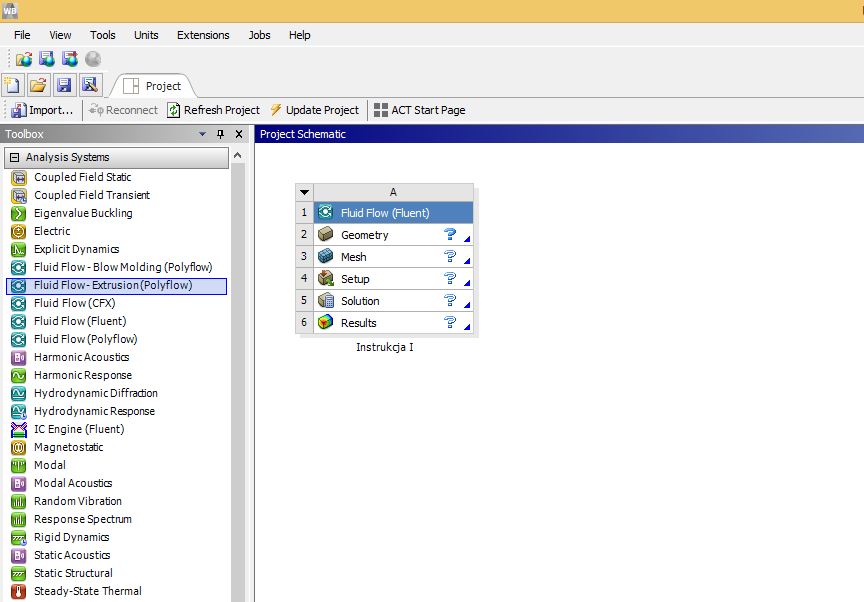 WB
File View Tools Units Extensions Jobs Help
Project
Import... Reconnect Refresh Project Update Project ACT Start Page
Toolbox
Analysis Systems
Coupled Field Static
Coupled Field Transient
Eigenvalue Buckling
Electric
Explicit Dynamics
Fluid Flow - Blow Molding (Polyflow)
Fluid Flow- Extrusion(Polyflow)
Fluid Flow (CFX)
Fluid Flow (Fluent)
Fluid Flow (Polyflow)
Harmonic Acoustics
Harmonic Response
Hydrodynamic Diffraction
Hydrodynamic Response
IC Engine (Fluent)
Magnetostatic
Modal
Modal Acoustics
Random Vibration
Response Spectrum
Rigid Dynamics
Static Acoustics
Static Structural
Steady-State Thermal
Project Schematic
A
1 Fluid Flow (Fluent)
2 Geometry ?
3 Mesh ?
4 Setup ?
5 Solution ?
6 Results ?
Instrukcja I